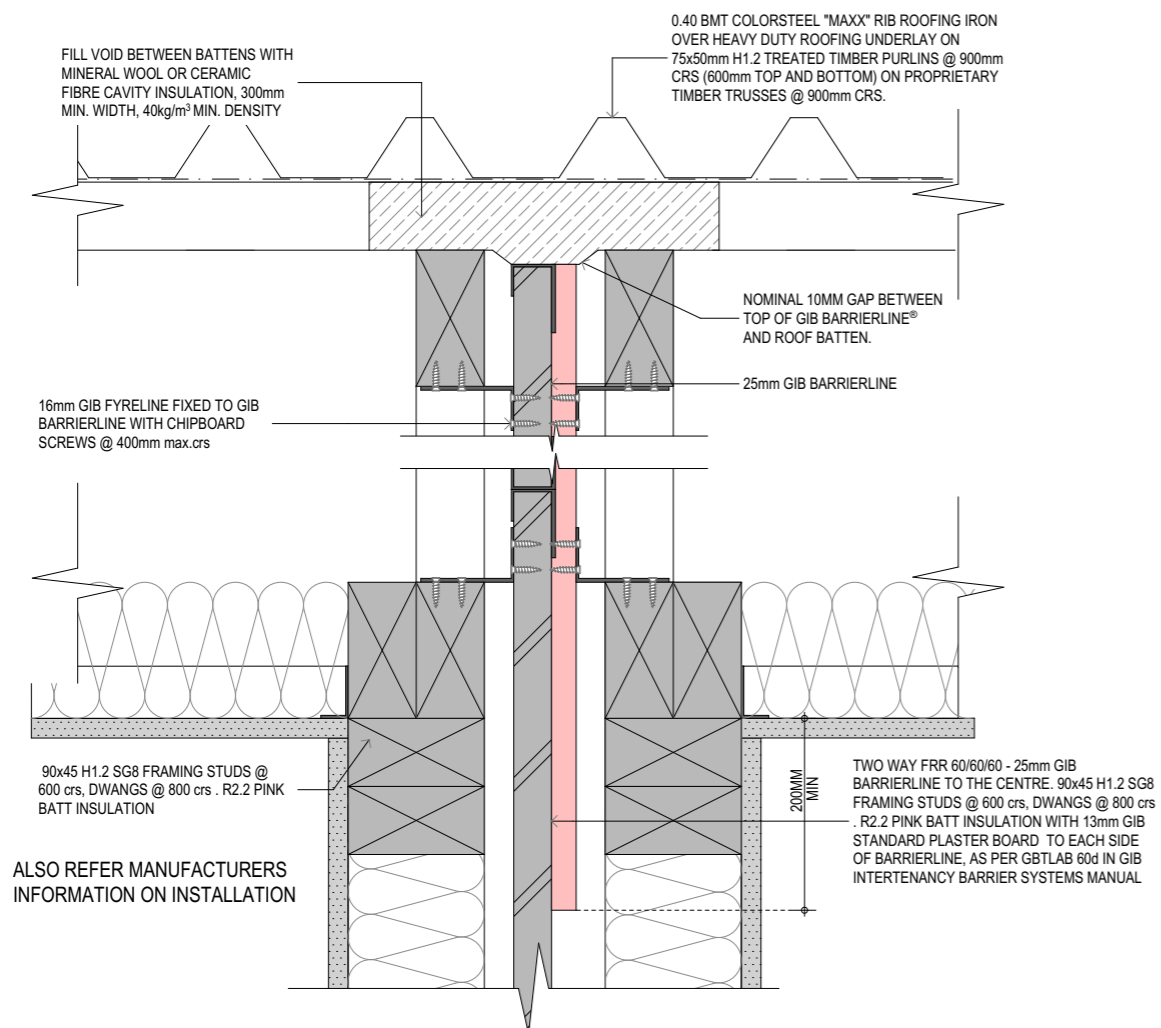 FILL VOID BETWEEN BATTENS WITH
MINERAL WOOL OR CERAMIC
FIBRE CAVITY INSULATION, 300mm
MIN. WIDTH, 40kg/m³ MIN. DENSITY
0.40 BMT COLORSTEEL "MAXX" RIB ROOFING IRON
OVER HEAVY DUTY ROOFING UNDERLAY ON
75x50mm H1.2 TREATED TIMBER PURLINS @ 900mm
CRS (600mm TOP AND BOTTOM) ON PROPRIETARY
TIMBER TRUSSES @ 900mm CRS.
NOMINAL 10MM GAP BETWEEN
TOP OF GIB BARRIERLINE®
AND ROOF BATTEN.
25mm GIB BARRIERLINE
16mm GIB FYRELINE FIXED TO GIB
BARRIERLINE WITH CHIPBOARD
SCREWS @ 400mm max.crs
90x45 H1.2 SG8 FRAMING STUDS @
600 crs, DWANGS @ 800 crs . R2.2 PINK
BATT INSULATION
200MM
MIN
TWO WAY FRR 60/60/60 - 25mm GIB
BARRIERLINE TO THE CENTRE. 90x45 H1.2 SG8
FRAMING STUDS @ 600 crs, DWANGS @ 800 crs
. R2.2 PINK BATT INSULATION WITH 13mm GIB
STANDARD PLASTER BOARD TO EACH SIDE
OF BARRIERLINE, AS PER GBTLAB 60d IN GIB
INTERTENANCY BARRIER SYSTEMS MANUAL
ALSO REFER MANUFACTURERS
INFORMATION ON INSTALLATION